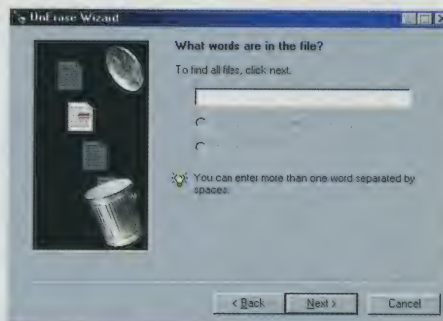 UnErase Wizard
What words are in the file?
To find all files, click next.
You can enter more than one word separated by
spaces.
< Back
Next >
Cancel